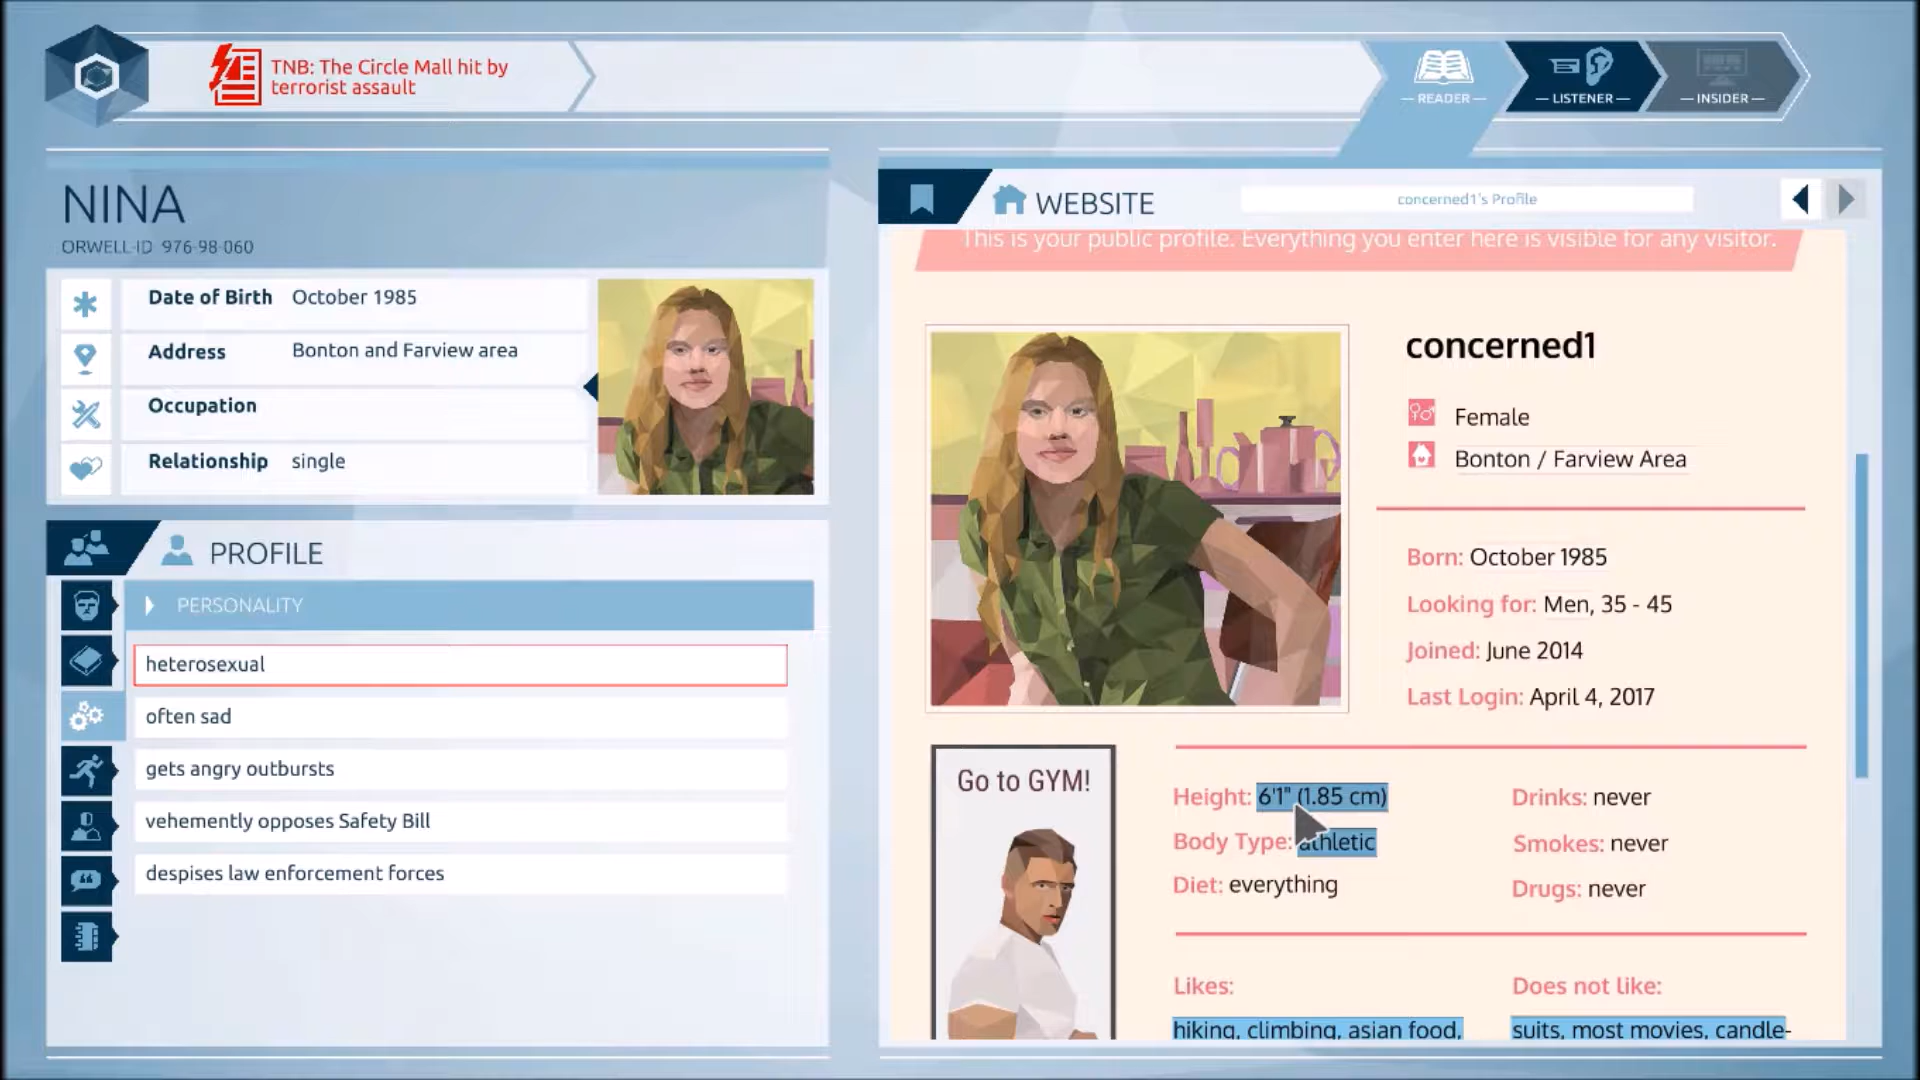 TNB: The Circle Mall hit by
terrorist assault
— READER —
— LISTENER —
— INSIDER —
NINA
ORWELL-ID 976-98-060
Date of Birth October 1985
Address Bonton and Farview area
Occupation
Relationship single
PROFILE
PERSONALITY
heterosexual
often sad
gets angry outbursts
vehemently opposes Safety Bill
despises law enforcement forces
WEBSITE
concerned1's Profile
This is your public profile. Everything you enter here is visible for any visitor.
concerned1
Female
Bonton / Farview Area
Born: October 1985
Looking for: Men, 35 - 45
Joined: June 2014
Last Login: April 4, 2017
Go to GYM!
Height: 6'1" (1.85 cm)
Body Type: athletic
Diet: everything
Drinks: never
Smokes: never
Drugs: never
Likes:
hiking, climbing, asian food,
Does not like:
suits, most movies, candle-